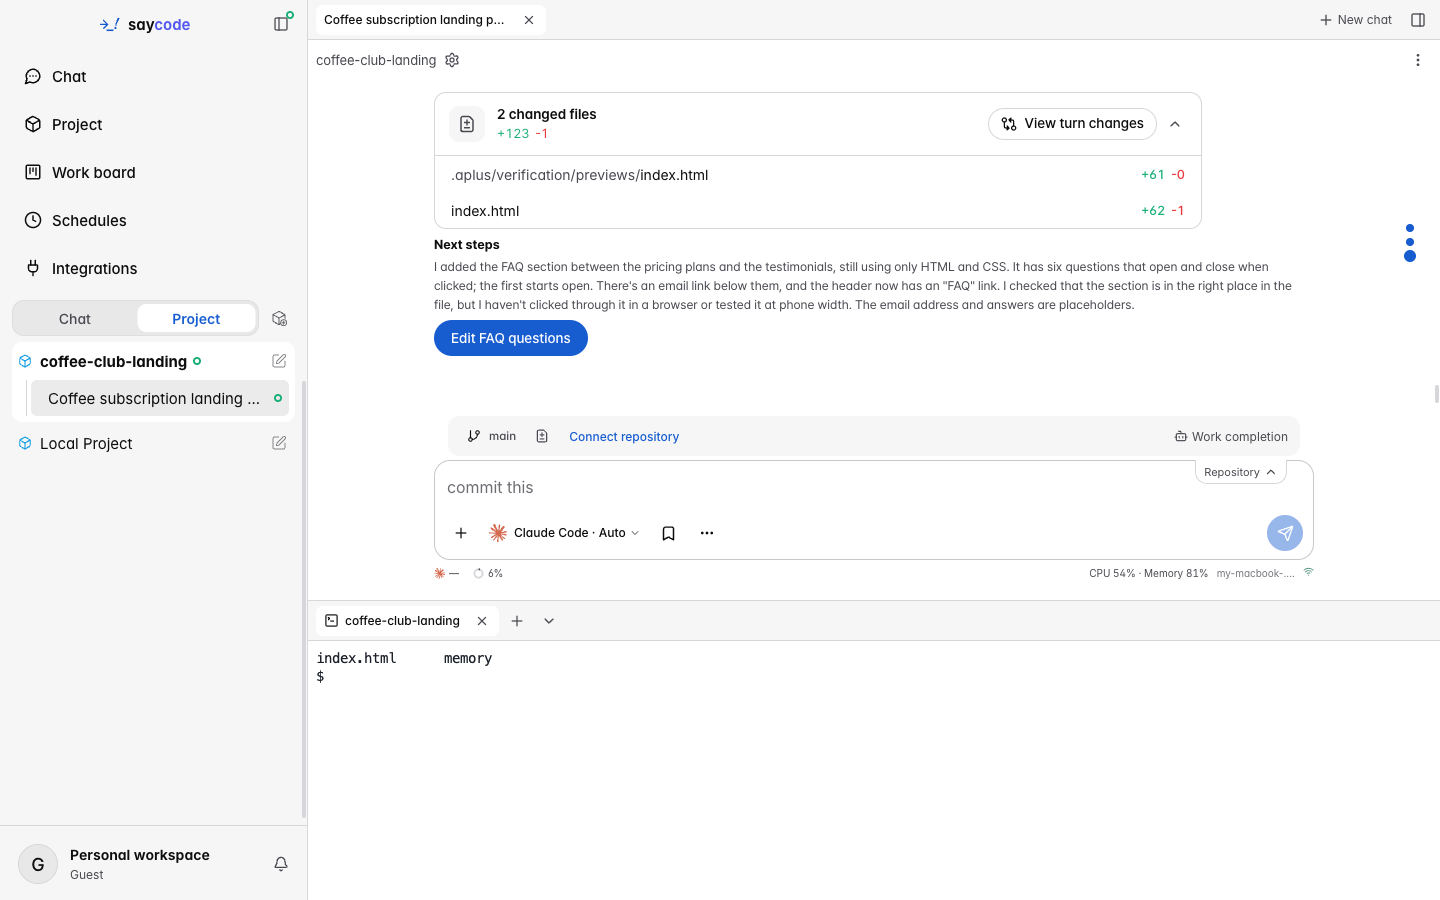 saycode
Chat
Project
Work board
Schedules
Integrations
Chat
Project
coffee-club-landing
Coffee subscription landing ...
Local Project
G
Personal workspace
Guest
Coffee subscription landing p...
New chat
coffee-club-landing
2 changed files
+123 -1
View turn changes
.aplus/verification/previews/index.html +61 -0
index.html +62 -1
Next steps
I added the FAQ section between the pricing plans and the testimonials, still using only HTML and CSS. It has six questions that open and close when
clicked; the first starts open. There's an email link below them, and the header now has an "FAQ" link. I checked that the section is in the right place in the
file, but I haven't clicked through it in a browser or tested it at phone width. The email address and answers are placeholders.
Edit FAQ questions
main
Connect repository
Work completion
Repository
commit this
Claude Code · Auto
— 6%
CPU 54% · Memory 81% my-macbook-....
coffee-club-landing
index.html memory
$